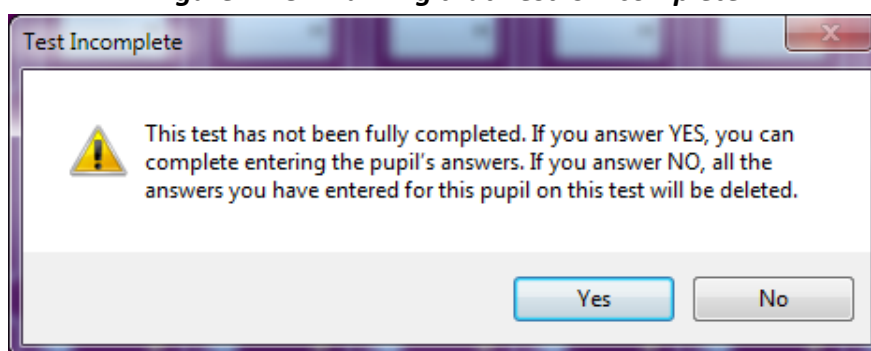 Test Incomplete
This test has not been fully completed. If you answer YES, you can
complete entering the pupil's answers. If you answer NO, all the
answers you have entered for this pupil on this test will be deleted.
Yes
No